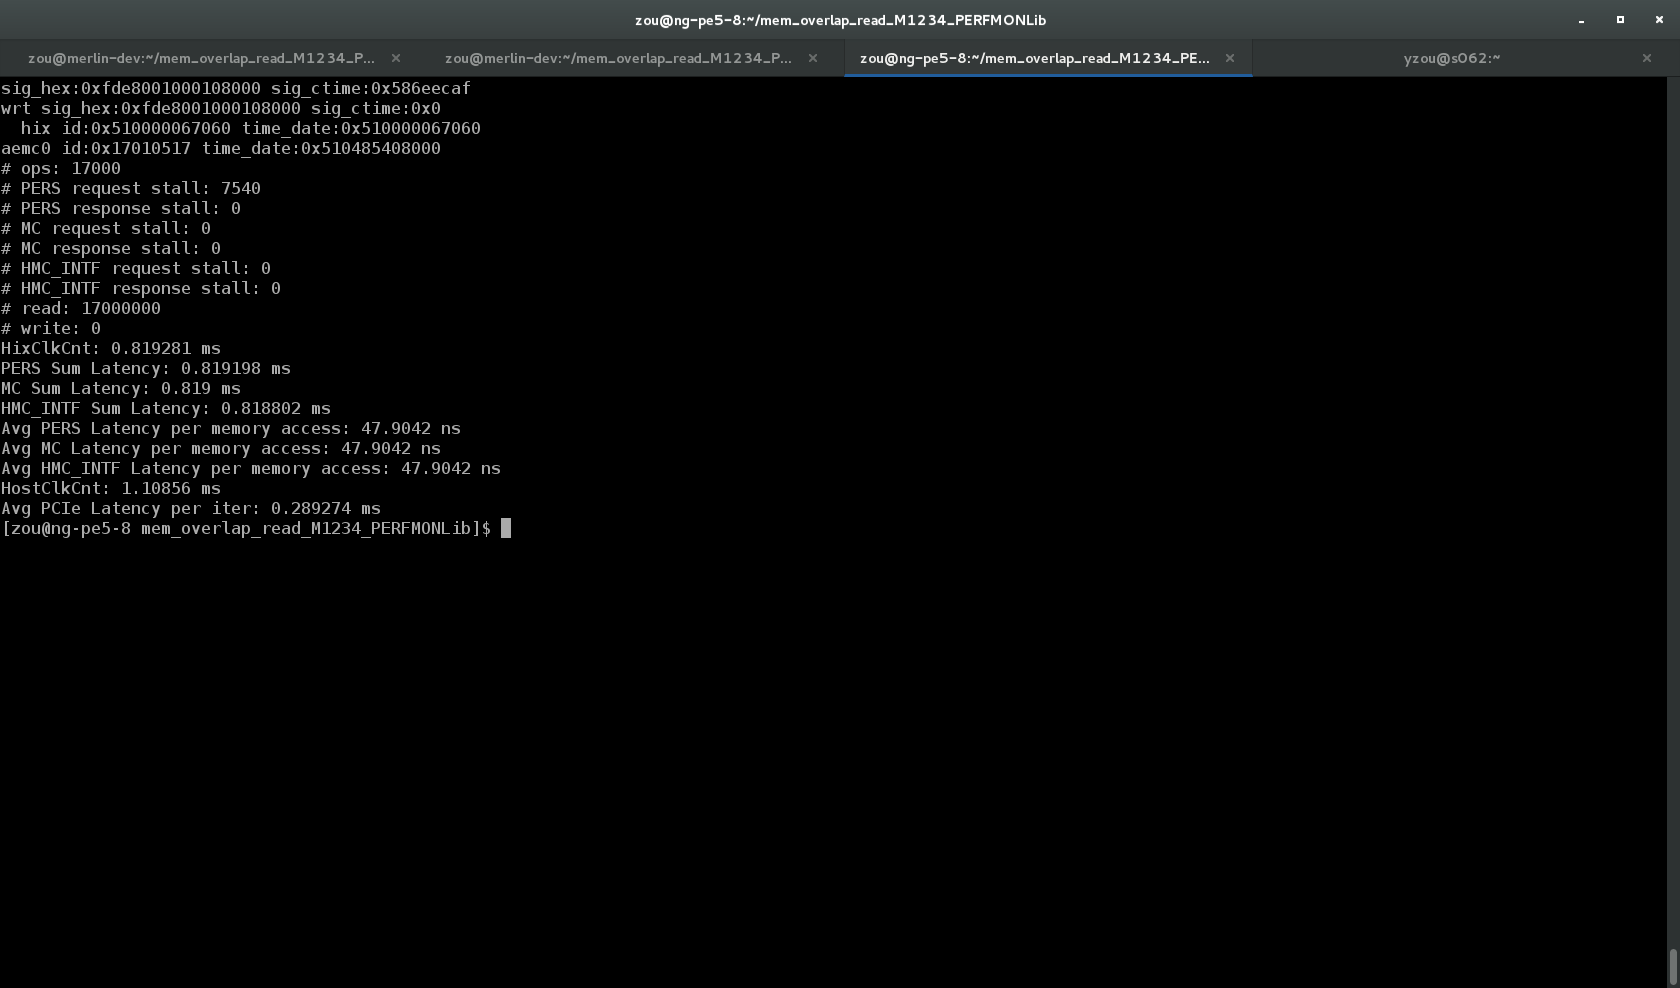 zou@ng-pe5-8:~/mem_overlap_read_M1234_PERFMONLib
zou@merlin-dev:~/mem_overlap_read_M1234_P...
zou@merlin-dev:~/mem_overlap_read_M1234_P...
zou@ng-pe5-8:~/mem_overlap_read_M1234_PE...
yzou@s062:~
sig_hex:0xfde8001000108000 sig_ctime:0x586eecaf
wrt sig_hex:0xfde8001000108000 sig_ctime:0x0
  hix id:0x510000067060 time_date:0x510000067060
aemc0 id:0x17010517 time_date:0x510485408000
# ops: 17000
# PERS request stall: 7540
# PERS response stall: 0
# MC request stall: 0
# MC response stall: 0
# HMC_INTF request stall: 0
# HMC_INTF response stall: 0
# read: 17000000
# write: 0
HixClkCnt: 0.819281 ms
PERS Sum Latency: 0.819198 ms
MC Sum Latency: 0.819 ms
HMC_INTF Sum Latency: 0.818802 ms
Avg PERS Latency per memory access: 47.9042 ns
Avg MC Latency per memory access: 47.9042 ns
Avg HMC_INTF Latency per memory access: 47.9042 ns
HostClkCnt: 1.10856 ms
Avg PCIe Latency per iter: 0.289274 ms
[zou@ng-pe5-8 mem_overlap_read_M1234_PERFMONLib]$